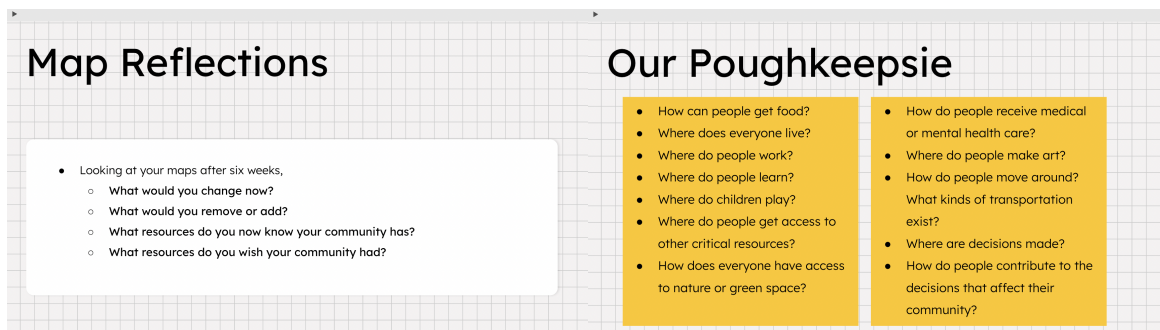 Map Reflections
● Looking at your maps after six weeks,
○ What would you change now?
○ What would you remove or add?
○ What resources do you now know your community has?
○ What resources do you wish your community had?
Our Poughkeepsie
● How can people get food?
● Where does everyone live?
● Where do people work?
● Where do people learn?
● Where do children play?
● Where do people get access to
other critical resources?
● How does everyone have access
to nature or green space?
● How do people receive medical
or mental health care?
● Where do people make art?
● How do people move around?
What kinds of transportation
exist?
● Where are decisions made?
● How do people contribute to the
decisions that affect their
community?